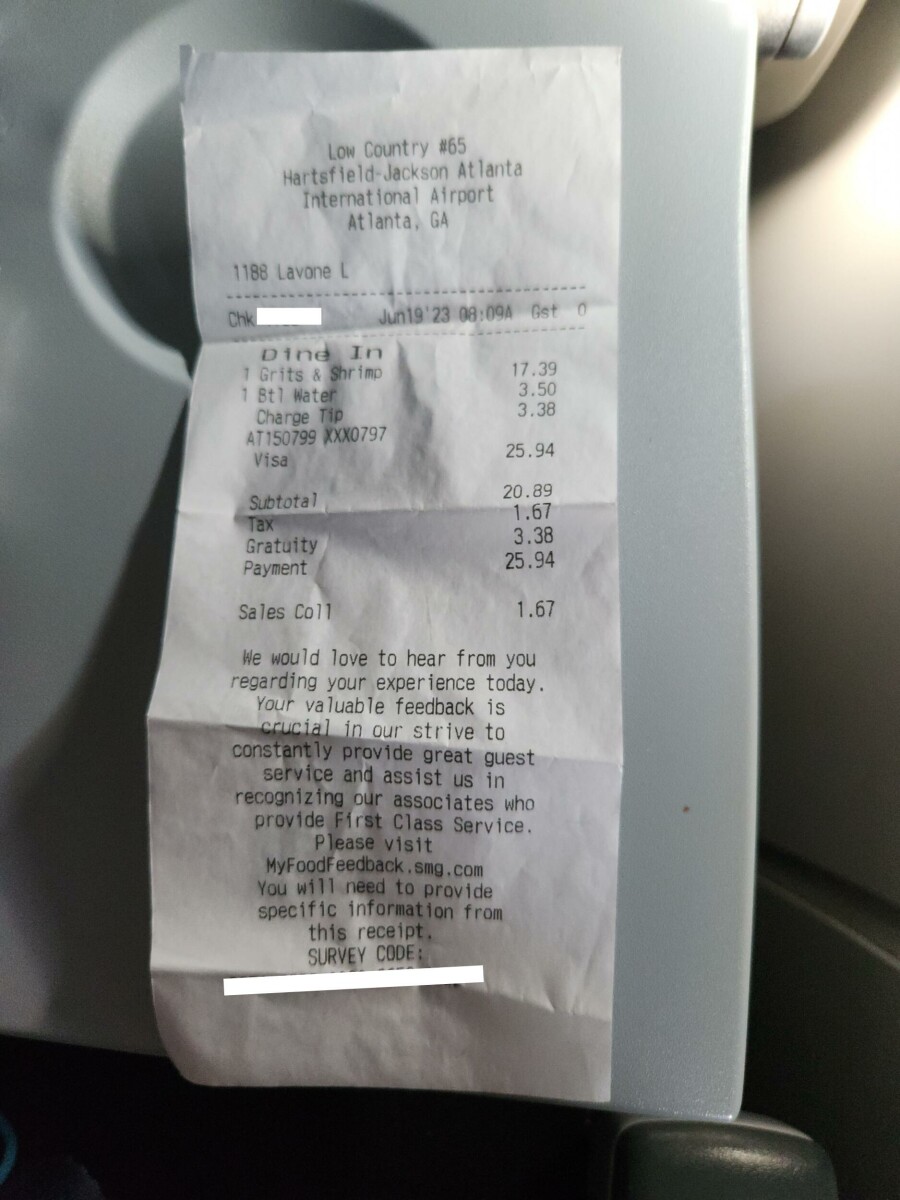 Low Country #65
Hartsfield-Jackson Atlanta
International Airport
Atlanta, GA
1188 Lavone L
Chk Jun19'23 08:09A Gst 0
Dine In
1 Grits & Shrimp 17.39
1 Btl Water 3.50
Charge Tip 3.38
AT150799 XXX0797
Visa 25.94
Subtotal 20.89
Tax 1.67
Gratuity 3.38
Payment 25.94
Sales Coll 1.67
We would love to hear from you
regarding your experience today.
Your valuable feedback is
crucial in our strive to
constantly provide great guest
service and assist us in
recognizing our associates who
provide First Class Service.
Please visit
MyFoodFeedback.smg.com
You will need to provide
specific information from
this receipt.
SURVEY CODE: